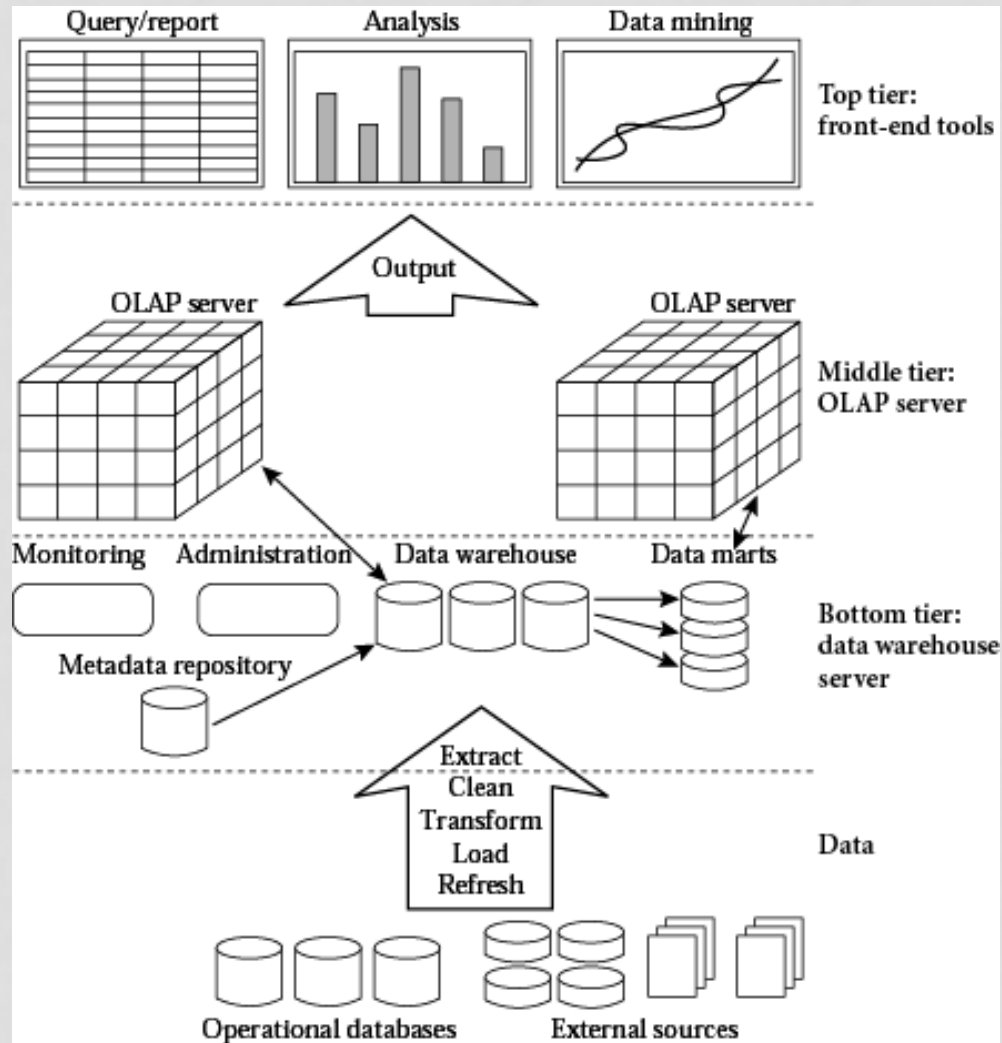 Query/report
Analysis
Data mining
Top tier:
front-end tools
Output
OLAP server
OLAP server
Middle tier:
OLAP server
Monitoring
Administration
Data warehouse
Data marts
Bottom tier:
data warehouse
server
Metadata repository
Extract
Clean
Transform
Load
Refresh
Data
Operational databases
External sources